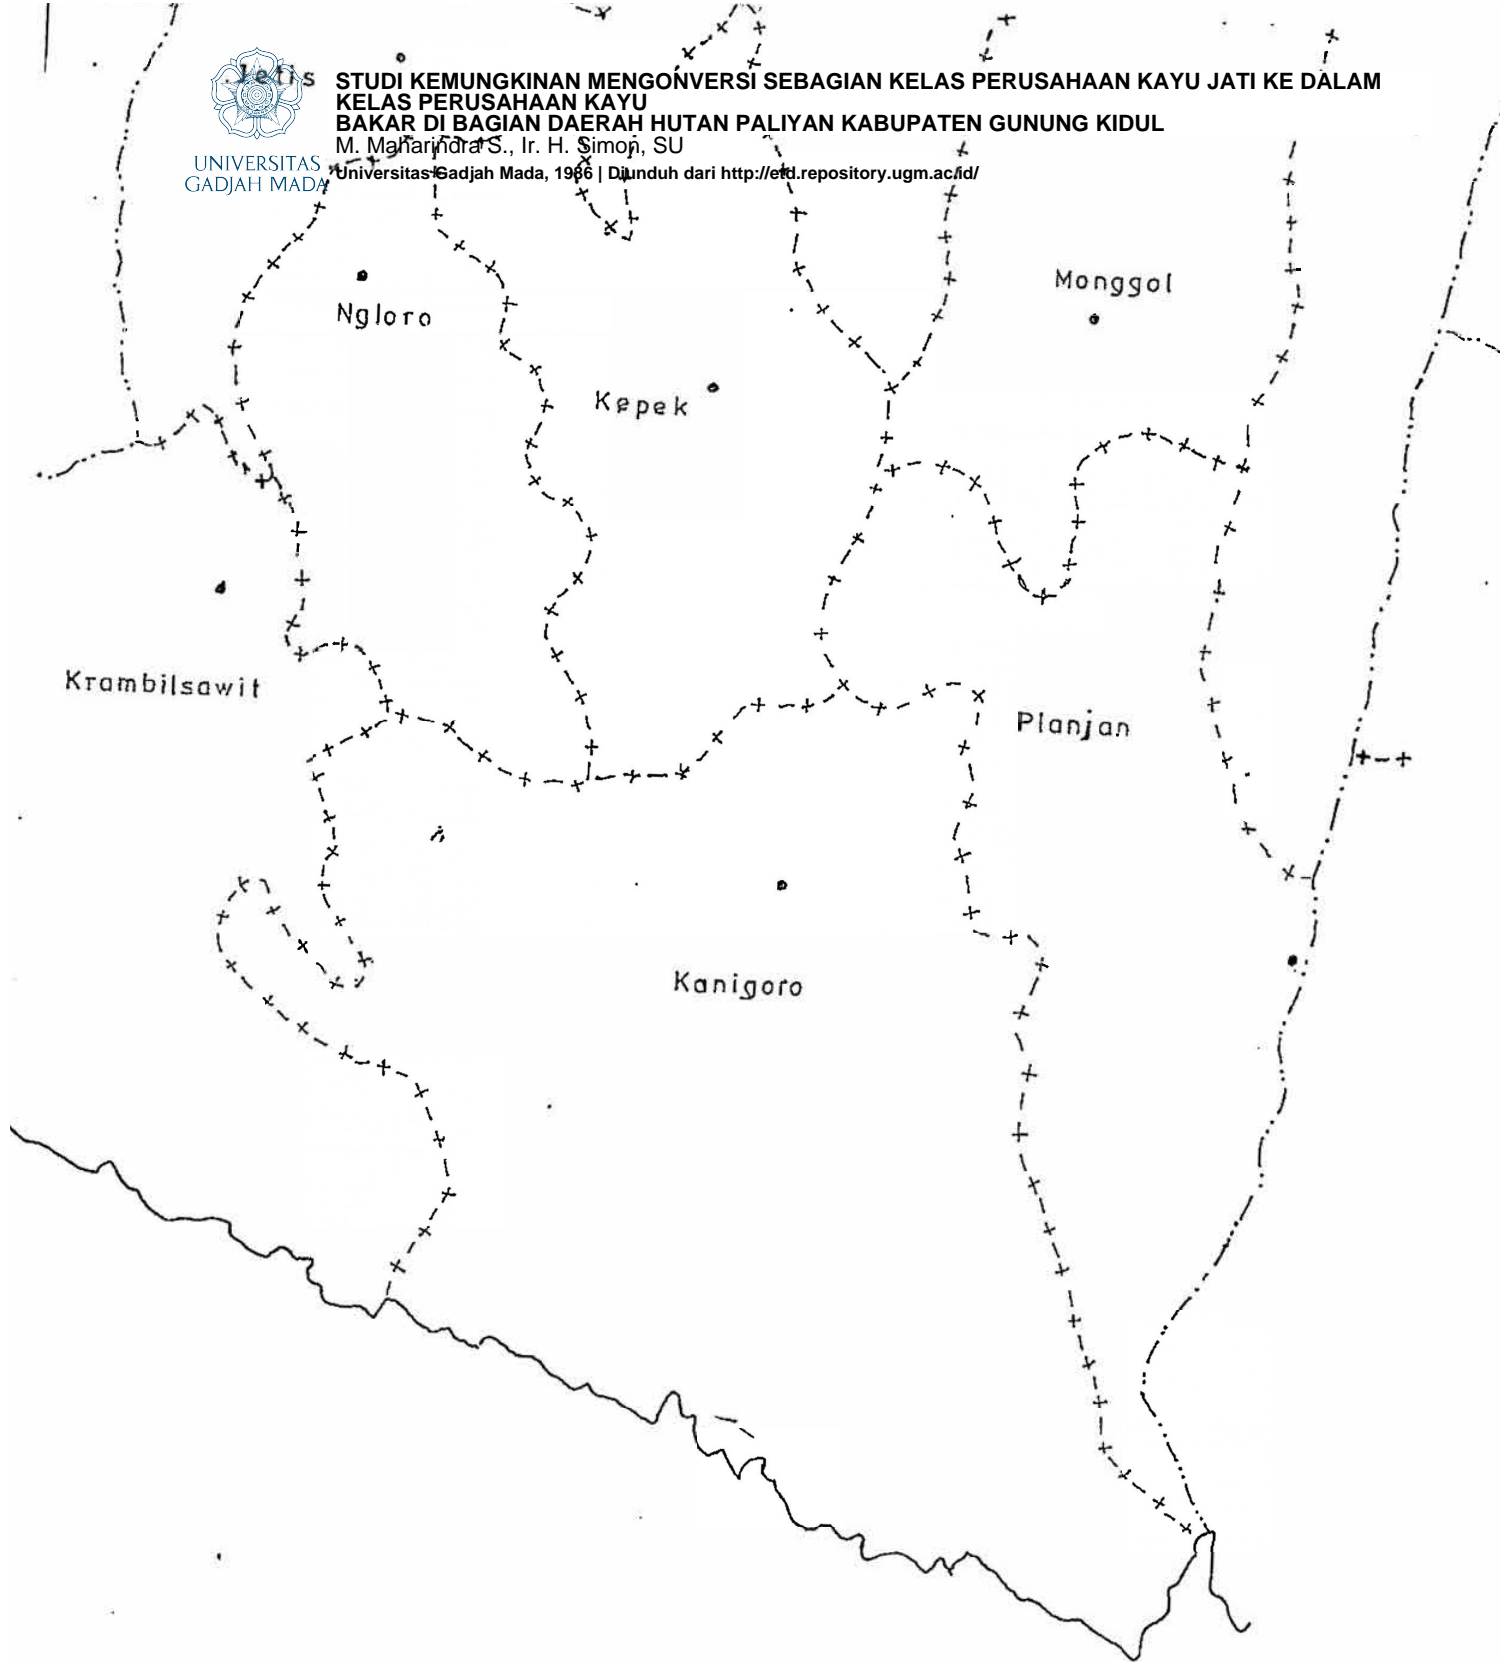 Jetis
STUDI KEMUNGKINAN MENGONVERSI SEBAGIAN KELAS PERUSAHAAN KAYU JATI KE DALAM
KELAS PERUSAHAAN KAYU
BAKAR DI BAGIAN DAERAH HUTAN PALIYAN KABUPATEN GUNUNG KIDUL
M. Maharindra S., Ir. H. Simon, SU
UNIVERSITAS
GADJAH MADA
Universitas Gadjah Mada, 1986 | Diunduh dari http://etd.repository.ugm.ac.id/
Monggol
Ngloro
Kepek
Krambilsawit
Planjan
Kanigoro